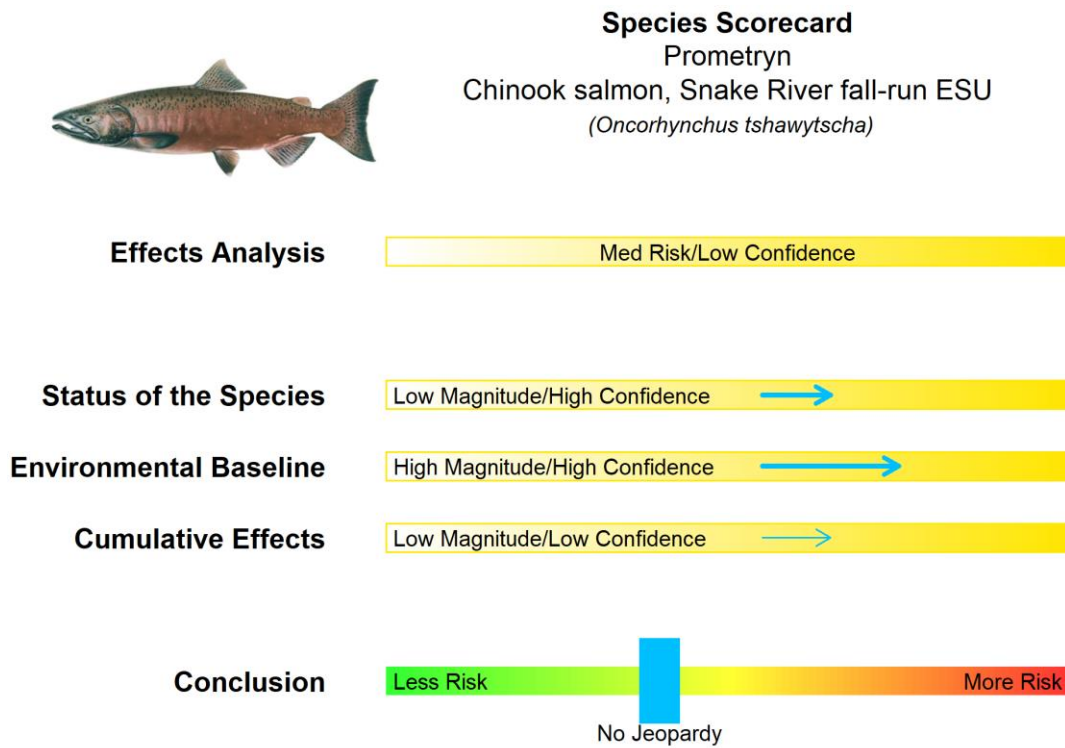 Species Scorecard
Prometryn
Chinook salmon, Snake River fall-run ESU
(Oncorhynchus tshawytscha)
Effects Analysis
Med Risk/Low Confidence
Status of the Species
Low Magnitude/High Confidence
Environmental Baseline
High Magnitude/High Confidence
Cumulative Effects
Low Magnitude/Low Confidence
Conclusion
Less Risk
More Risk
No Jeopardy